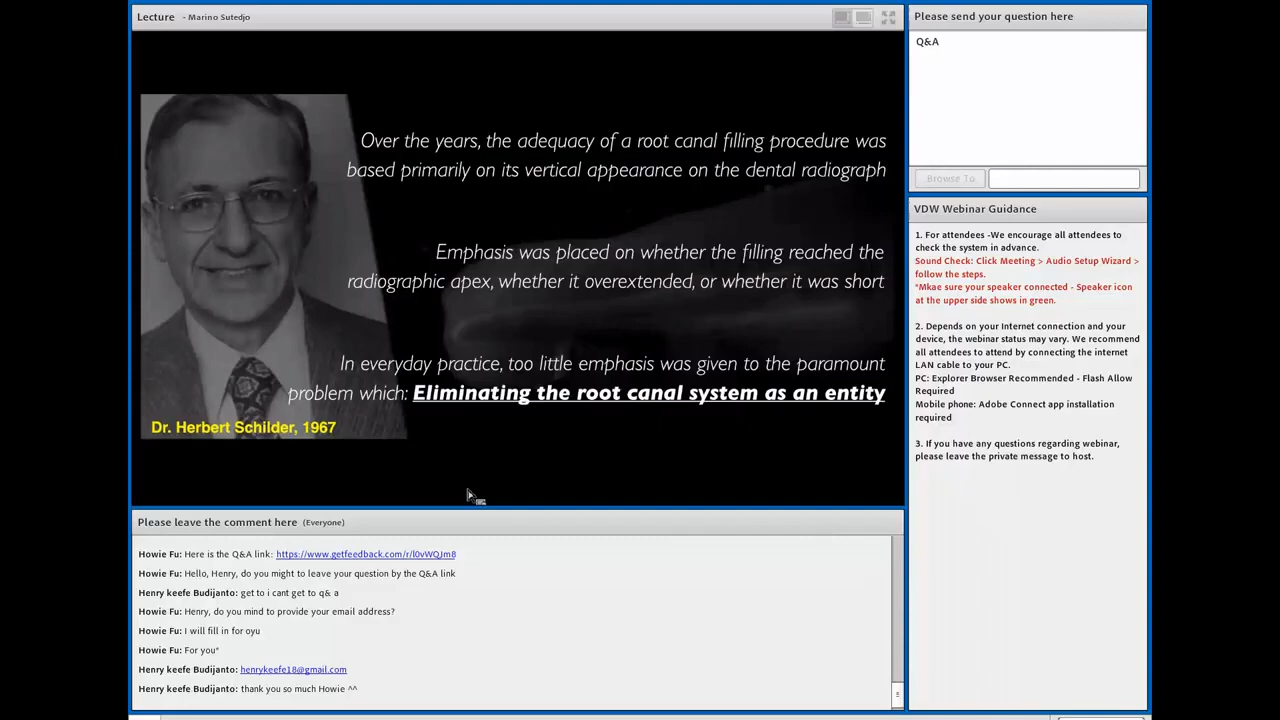 Lecture - Marino Sutedjo
Over the years, the adequacy of a root canal filling procedure was
based primarily on its vertical appearance on the dental radiograph
Emphasis was placed on whether the filling reached the
radiographic apex, whether it overextended, or whether it was short
In everyday practice, too little emphasis was given to the paramount
problem which: Eliminating the root canal system as an entity
Dr. Herbert Schilder, 1967
Please leave the comment here (Everyone)
Howie Fu: Here is the Q&A link: https://www.getfeedback.com/r/l0vWQJm8
Howie Fu: Hello, Henry, do you might to leave your question by the Q&A link
Henry keefe Budijanto: get to i cant get to q& a
Howie Fu: Henry, do you mind to provide your email address?
Howie Fu: I will fill in for oyu
Howie Fu: For you*
Henry keefe Budijanto: henrykeefe18@gmail.com
Henry keefe Budijanto: thank you so much Howie ^^
Please send your question here
Q&A
Browse To
VDW Webinar Guidance
1. For attendees -We encourage all attendees to
check the system in advance.
Sound Check: Click Meeting > Audio Setup Wizard >
follow the steps.
*Mkae sure your speaker connected - Speaker icon
at the upper side shows in green.
2. Depends on your Internet connection and your
device, the webinar status may vary. We recommend
all attendees to attend by connecting the internet
LAN cable to your PC.
PC: Explorer Browser Recommended - Flash Allow
Required
Mobile phone: Adobe Connect app installation
required
3. If you have any questions regarding webinar,
please leave the private message to host.